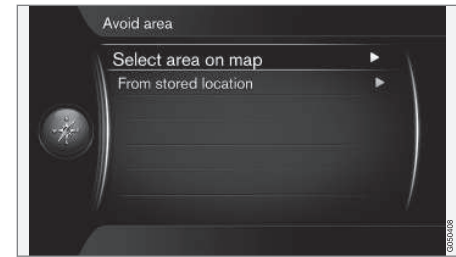 Avoid area
Select area on map
From stored location
G050408